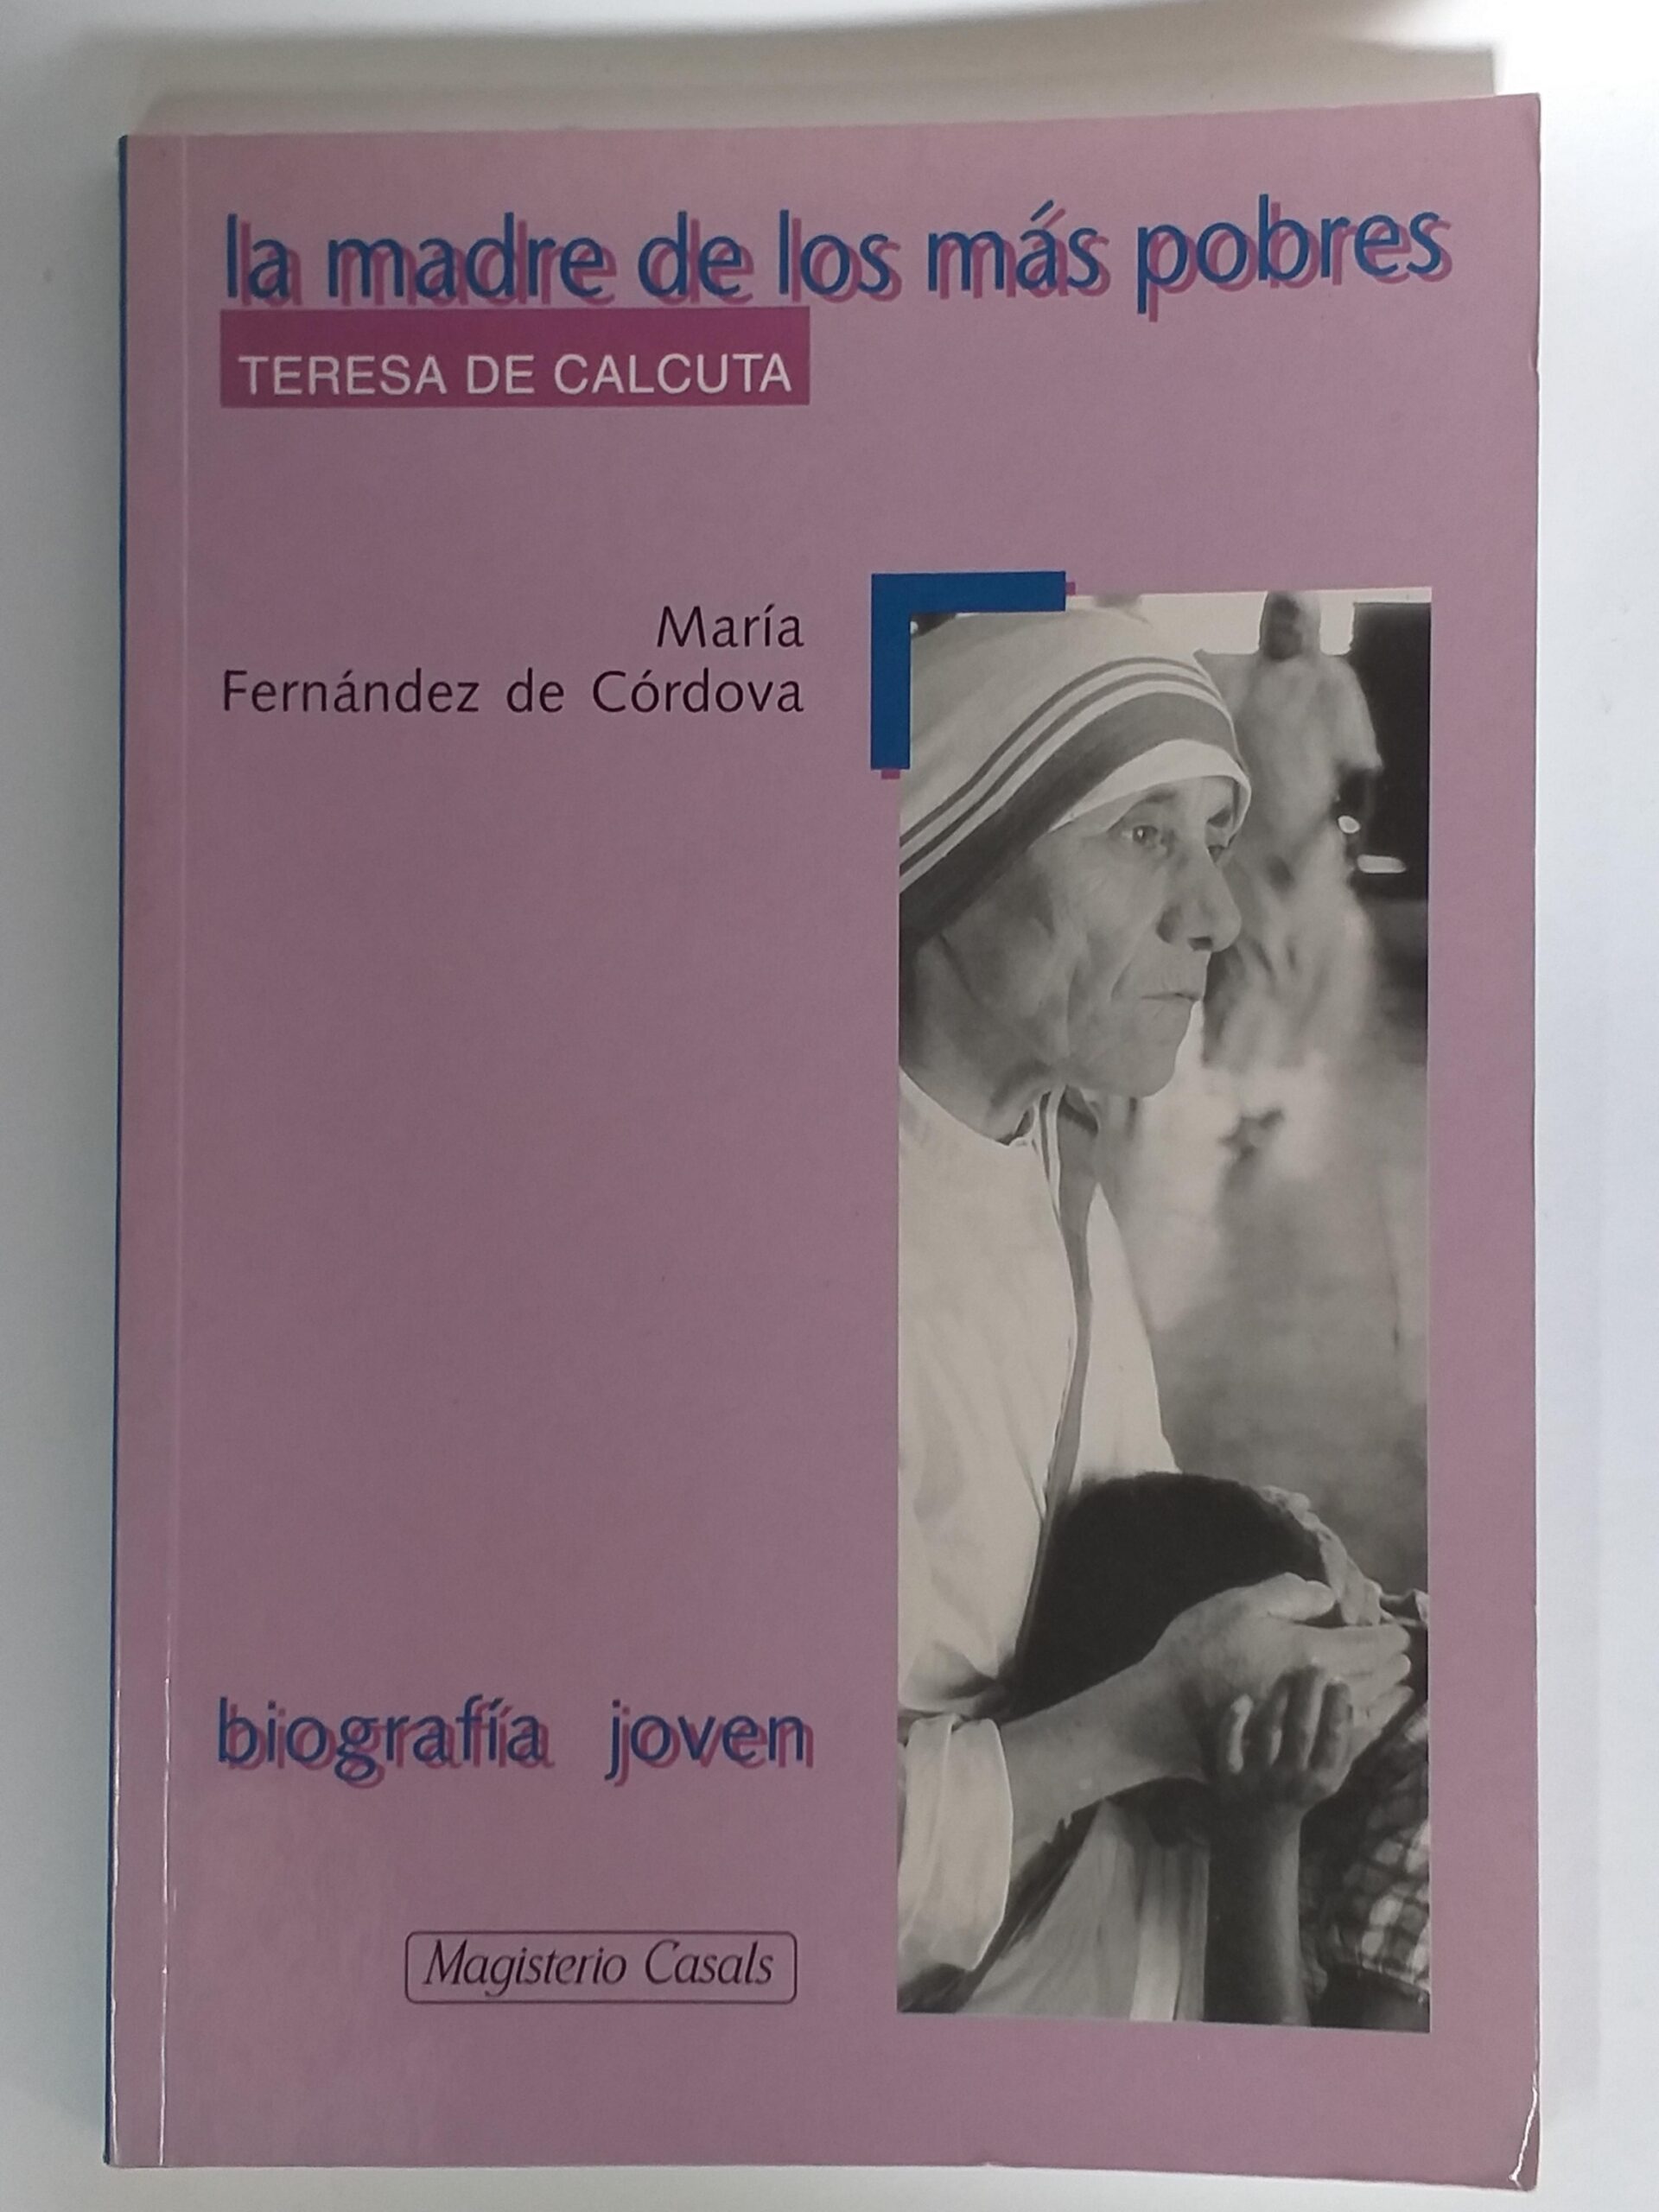 la madre de los más pobres
TERESA DE CALCUTA
María
Fernández de Córdova
biografía joven
Magisterio Casals